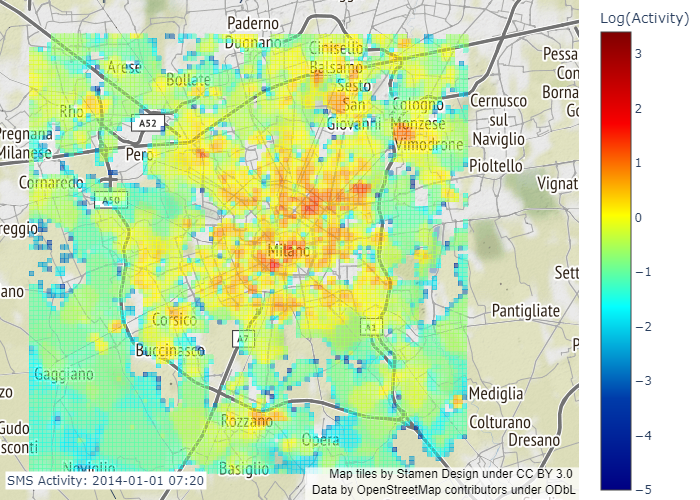 Log(Activity)
3
2
1
0
−1
−2
−3
−4
−5
Paderno
Dugnano
Cinisello
Balsamo
Arese
Bollate
Sesto
San
Giovanni
Rho
A52
Cologno
Monzese
Vimodrone
Cernusco
sul
Naviglio
Pessa
Borna
Pregnana
Milanese
Pero
Pioltello
Cornaredo
A50
Vignat
reggio
Milano
Sett
ano
Pantigliate
Corsico
A7
A1
Buccinasco
Gaggiano
Mediglia
Rozzano
Colturano
Dresano
Opera
Gudo
sconti
Noviglio
Basiglio
SMS Activity: 2014-01-01 07:20
Map tiles by Stamen Design under CC BY 3.0
Data by OpenStreetMap contributors under ODbL